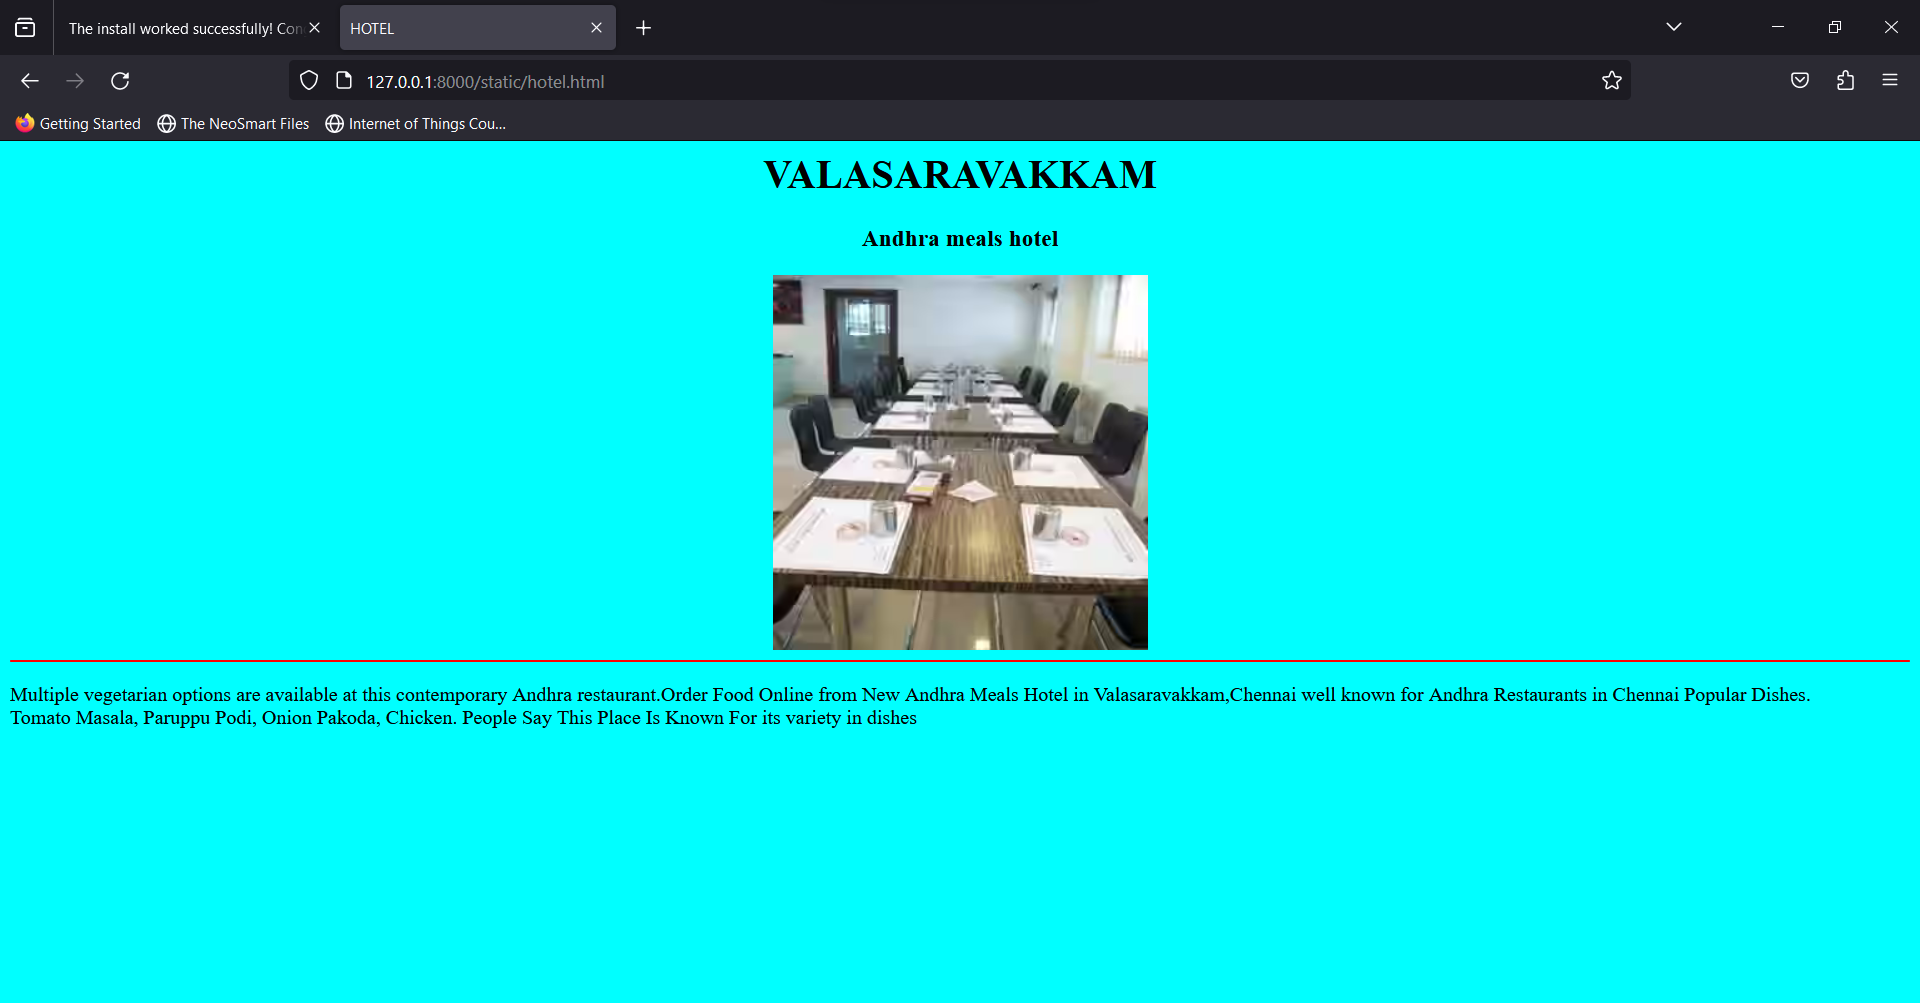 The install worked successfully! Con
HOTEL
127.0.0.1:8000/static/hotel.html
Getting Started
The NeoSmart Files
Internet of Things Cou...
VALASARAVAKKAM
Andhra meals hotel
Multiple vegetarian options are available at this contemporary Andhra restaurant.Order Food Online from New Andhra Meals Hotel in Valasaravakkam,Chennai well known for Andhra Restaurants in Chennai Popular Dishes.
Tomato Masala, Paruppu Podi, Onion Pakoda, Chicken. People Say This Place Is Known For its variety in dishes